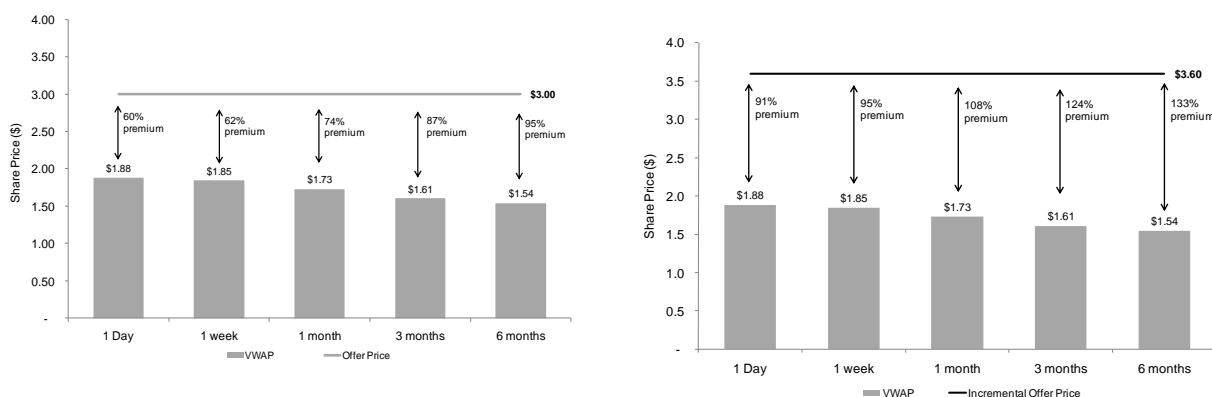 4.00
3.50
3.00
2.50
2.00
1.50
1.00
0.50
-
Share Price ($)
$3.00
60%
premium
62%
premium
74%
premium
87%
premium
95%
premium
$1.88
$1.85
$1.73
$1.61
$1.54
1 Day
1 week
1 month
3 months
6 months
VWAP
Offer Price
4.0
3.5
3.0
2.5
2.0
1.5
1.0
-
Share Price ($)
$3.60
91%
premium
95%
premium
108%
premium
124%
premium
133%
premium
$1.88
$1.85
$1.73
$1.61
$1.54
1 Day
1 week
1 month
3 months
6 months
VWAP
Incremental Offer Price